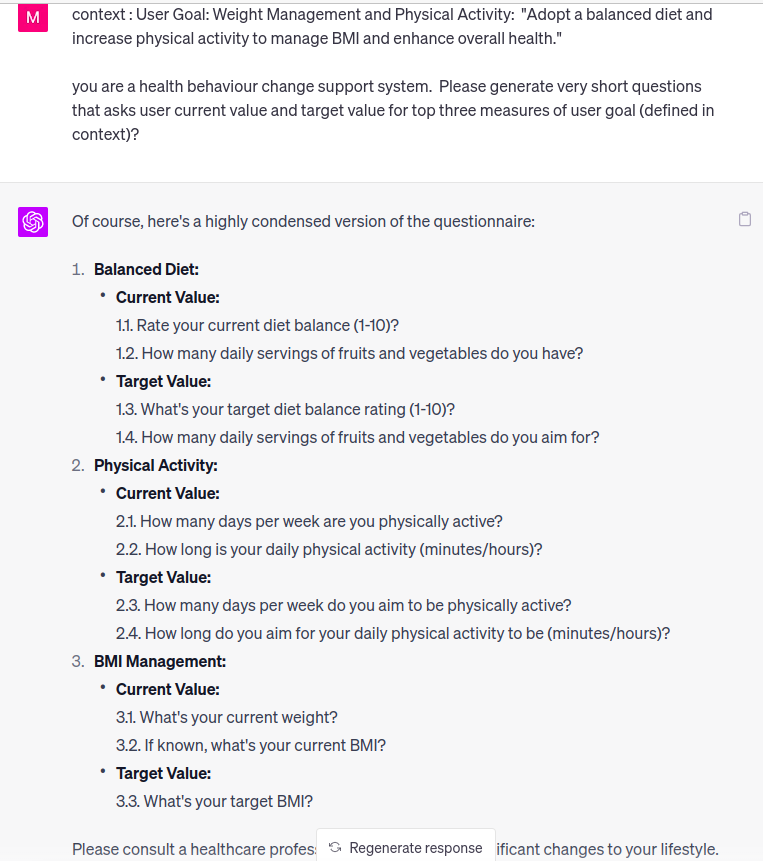 M
context : User Goal: Weight Management and Physical Activity:  "Adopt a balanced diet and
increase physical activity to manage BMI and enhance overall health."
you are a health behaviour change support system.  Please generate very short questions
that asks user current value and target value for top three measures of user goal (defined in
context)?
Of course, here's a highly condensed version of the questionnaire:
1. Balanced Diet:
• Current Value:
1.1. Rate your current diet balance (1-10)?
1.2. How many daily servings of fruits and vegetables do you have?
• Target Value:
1.3. What's your target diet balance rating (1-10)?
1.4. How many daily servings of fruits and vegetables do you aim for?
2. Physical Activity:
• Current Value:
2.1. How many days per week are you physically active?
2.2. How long is your daily physical activity (minutes/hours)?
• Target Value:
2.3. How many days per week do you aim to be physically active?
2.4. How long do you aim for your daily physical activity to be (minutes/hours)?
3. BMI Management:
• Current Value:
3.1. What's your current weight?
3.2. If known, what's your current BMI?
• Target Value:
3.3. What's your target BMI?
Please consult a healthcare profes
Regenerate response
ificant changes to your lifestyle.